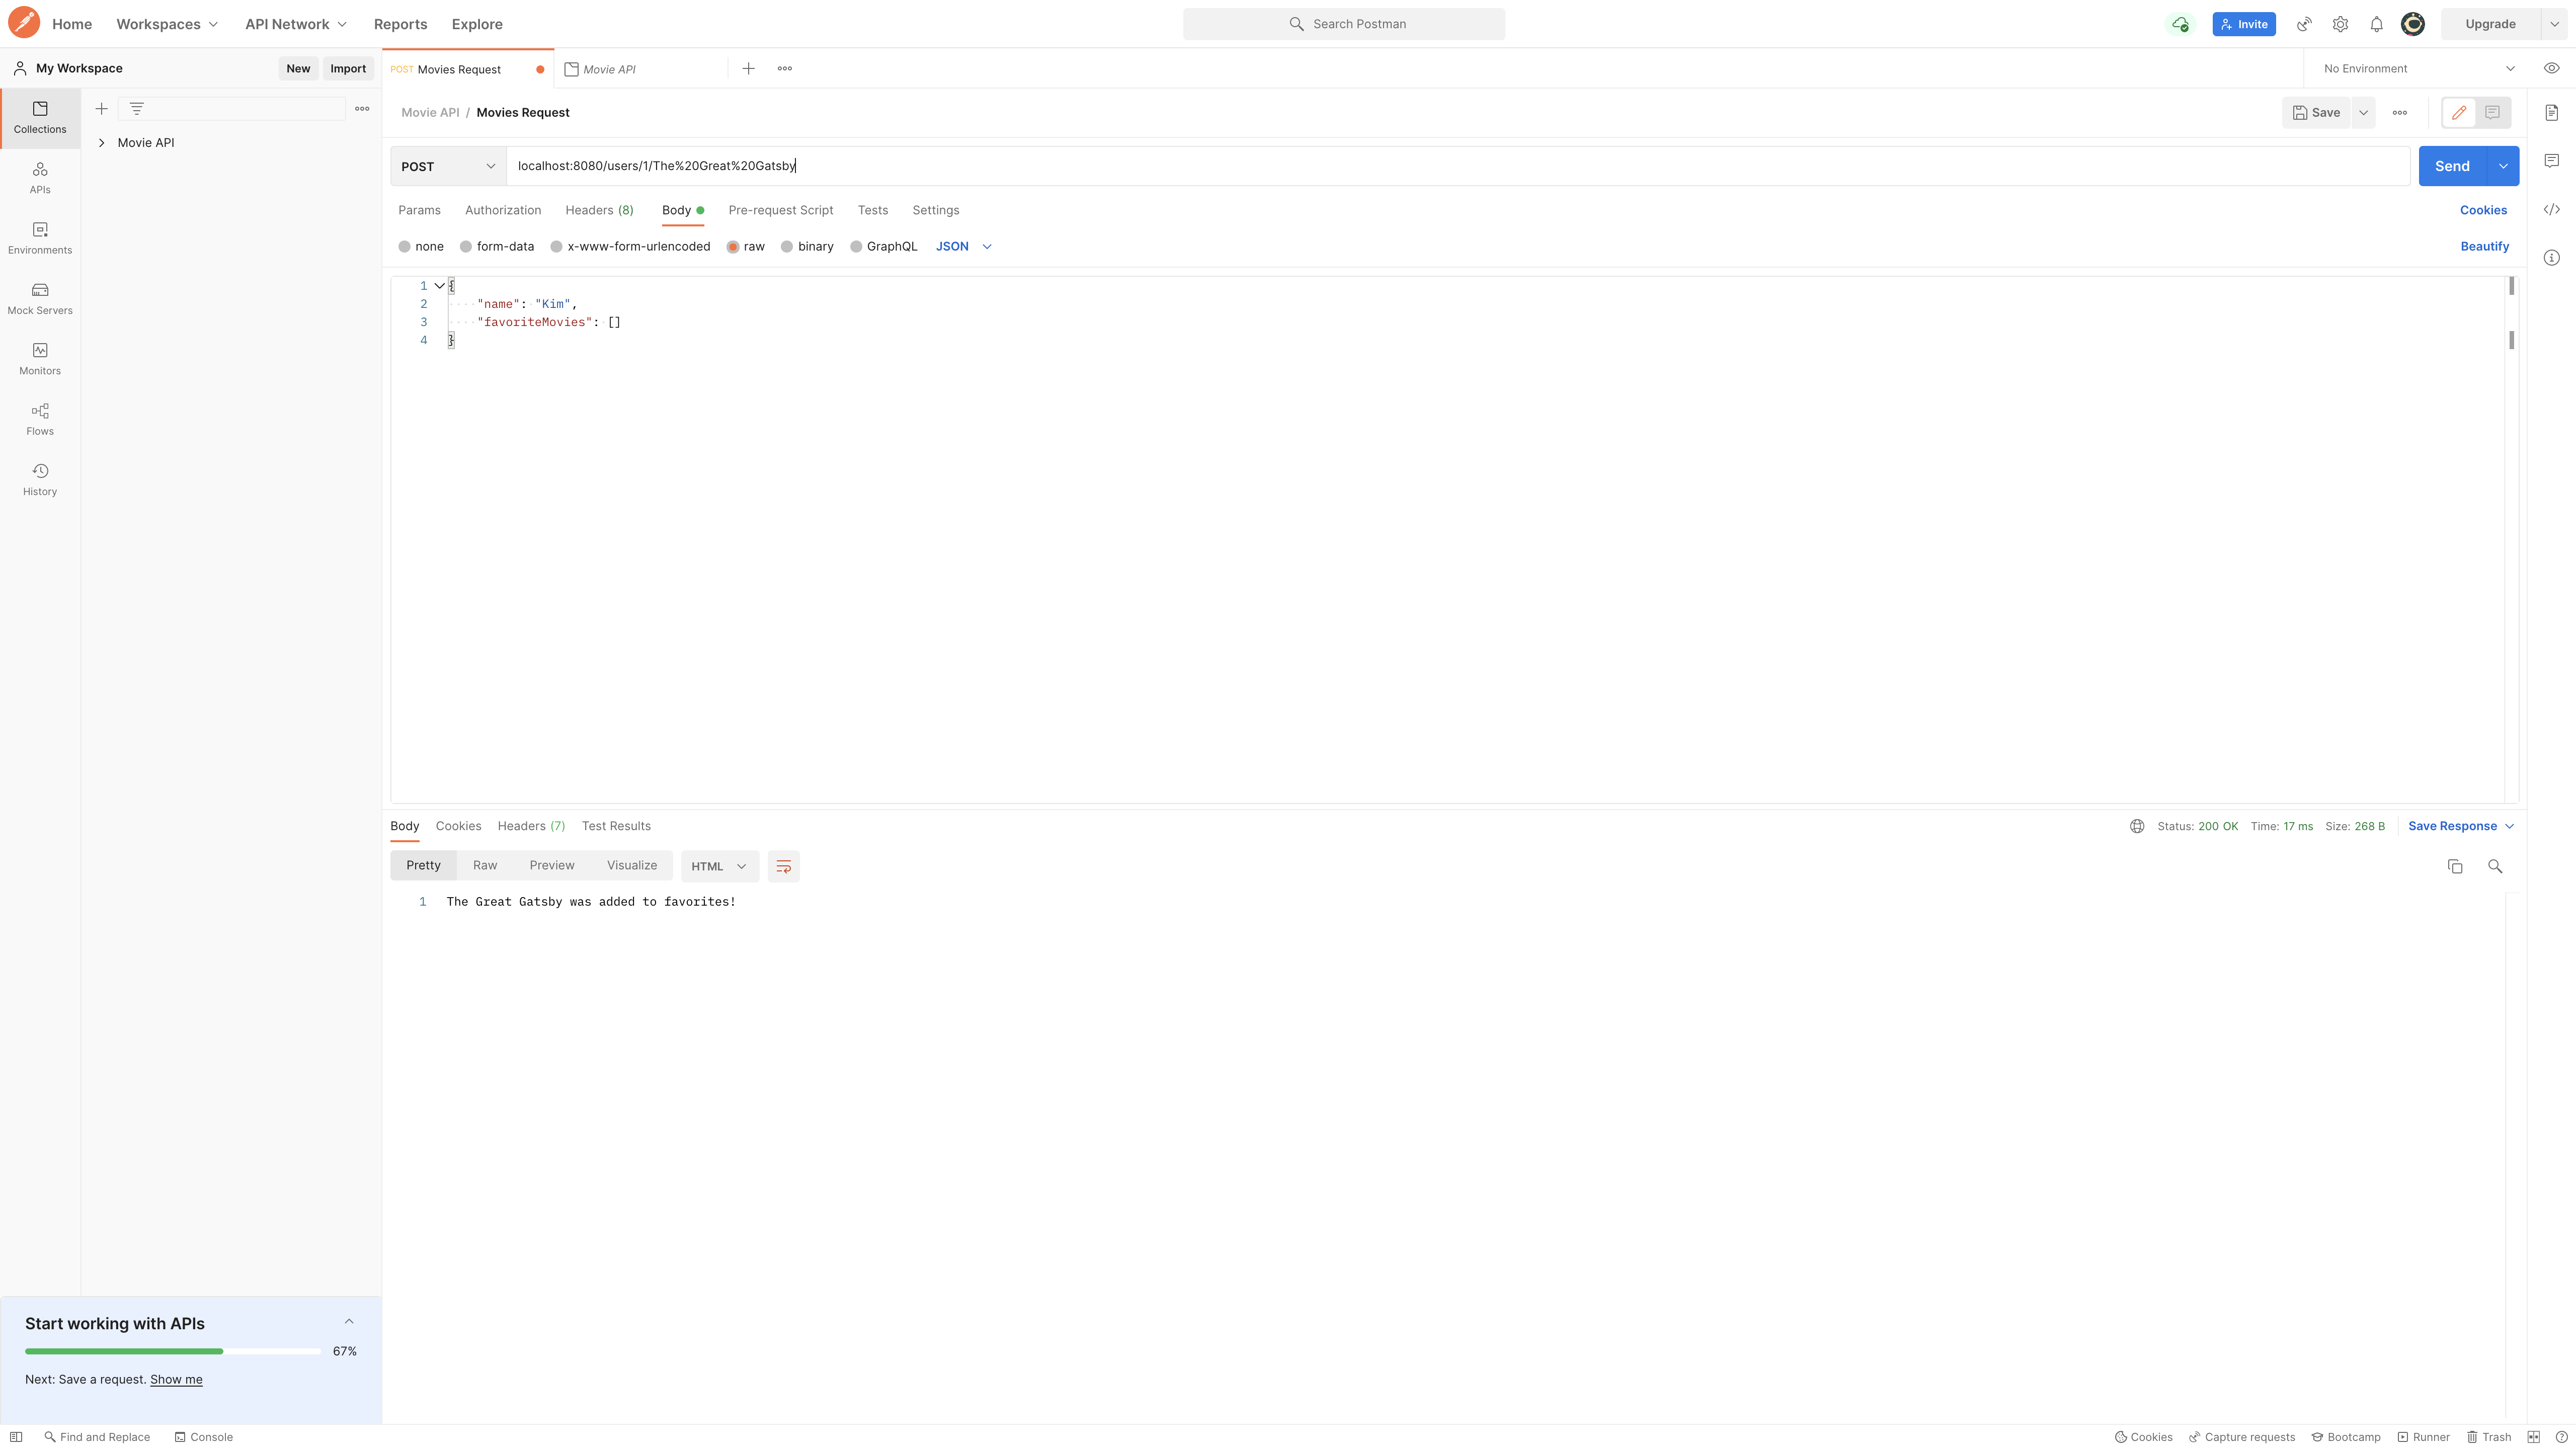 Home Workspaces API Network Reports Explore Search Postman Invite Upgrade
My Workspace New Import POST Movies Request Movie API No Environment
Collections
Movie API
APIs
Environments
Mock Servers
Monitors
Flows
History
Movie API / Movies Request Save
POST localhost:8080/users/1/The%20Great%20Gatsby Send
Params Authorization Headers (8) Body Pre-request Script Tests Settings Cookies
none form-data x-www-form-urlencoded raw binary GraphQL JSON Beautify
1 {
2 "name": "Kim",
3 "favoriteMovies": []
4 }
Body Cookies Headers (7) Test Results Status: 200 OK Time: 17 ms Size: 268 B Save Response
Pretty Raw Preview Visualize HTML
1 The Great Gatsby was added to favorites!
Start working with APIs
67%
Next: Save a request. Show me
Find and Replace Console Cookies Capture requests Bootcamp Runner Trash